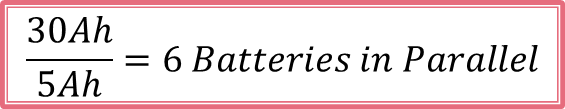 30Ah
5Ah = 6 Batteries in Parallel